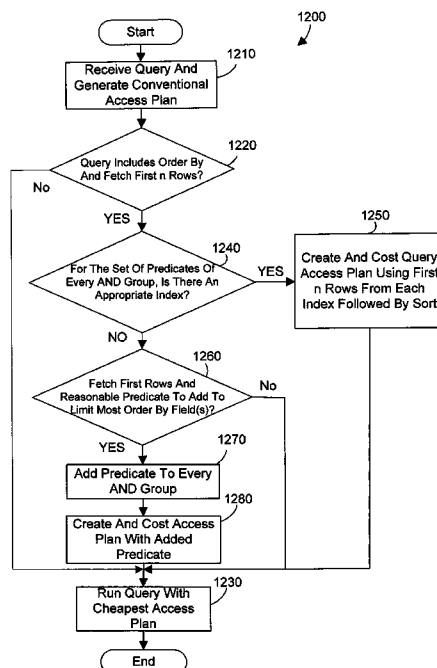 1200
Start
1210
Receive Query And
Generate Conventional
Access Plan
1220
Query Includes Order By
And Fetch First n Rows?
No
YES
1240
For The Set Of Predicates Of
Every AND Group, Is There An
Appropriate Index?
YES
1250
Create And Cost Query
Access Plan Using First
n Rows From Each
Index Followed By Sort
NO
1260
Fetch First Rows And
Reasonable Predicate To Add To
Limit Most Order By Field(s)?
No
YES
1270
Add Predicate To Every
AND Group
1280
Create And Cost Access
Plan With Added
Predicate
1230
Run Query With
Cheapest Access
Plan
End